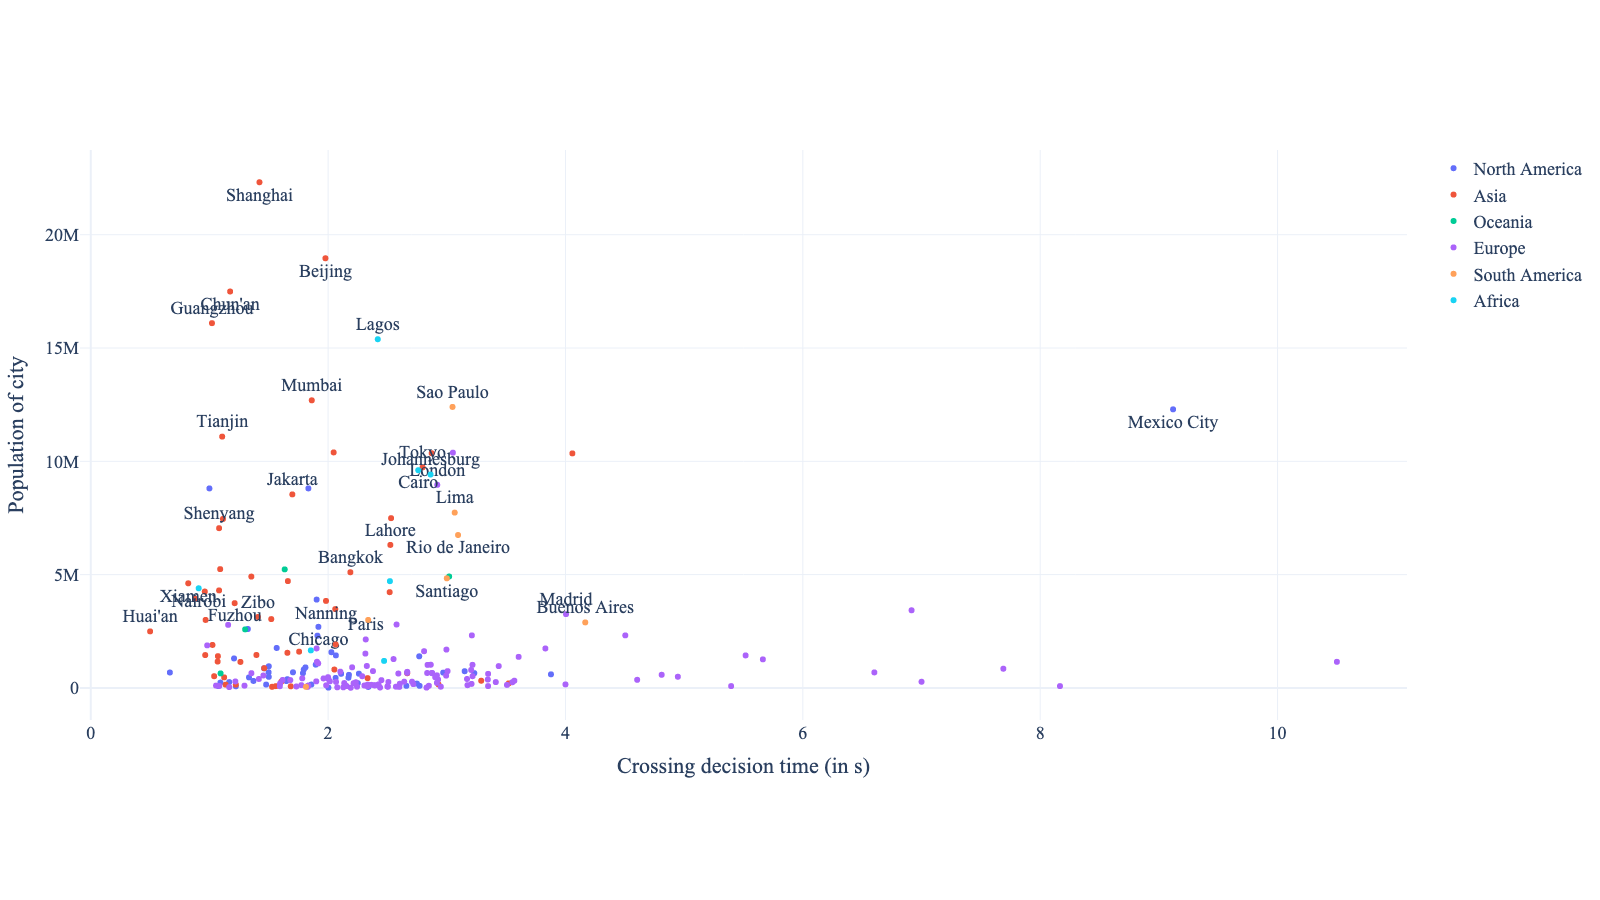 North America
Asia
Oceania
Europe
South America
Africa
Shanghai
20M
Beijing
Chun'an
Guangzhou
Lagos
15M
Mumbai
Sao Paulo
Tianjin
Mexico City
Tokyo
Johannesburg
10M
London
Jakarta
Cairo
Lima
Shenyang
Lahore
Rio de Janeiro
Bangkok
5M
Santiago
Xiamen
Nairobi
Zibo
Madrid
Buenos Aires
Huai'an
Fuzhou
Nanning
Paris
Chicago
0
0
2
4
6
8
10
Crossing decision time (in s)
Population of city